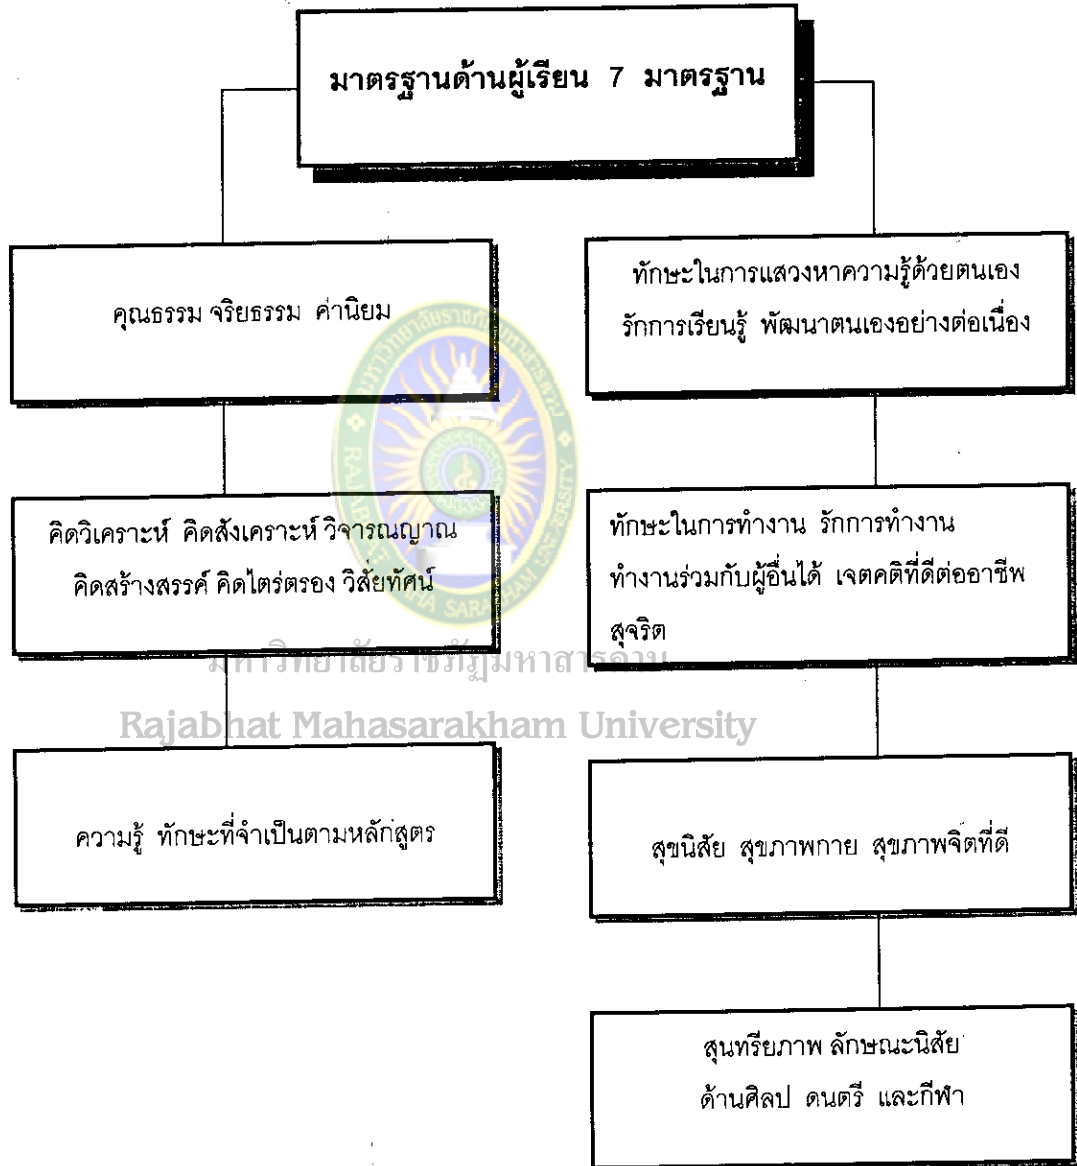 มาตรฐานด้านผู้เรียน 7 มาตรฐาน
คุณธรรม จริยธรรม ค่านิยม
ทักษะในการแสวงหาความรู้ด้วยตนเอง
รักการเรียนรู้ พัฒนาตนเองอย่างต่อเนื่อง
คิดวิเคราะห์ คิดสังเคราะห์ วิจารณญาณ
คิดสร้างสรรค์ คิดไตร่ตรอง วิสัยทัศน์
ทักษะในการทำงาน รักการทำงาน
ทำงานร่วมกับผู้อื่นได้ เจตคติที่ดีต่ออาชีพ
สุจริต
มหาวิทยาลัยราชภัฏมหาสารคาม
Rajabhat Mahasarakham University
ความรู้ ทักษะที่จำเป็นตามหลักสูตร
สุขนิสัย สุขภาพกาย สุขภาพจิตที่ดี
สุนทรียภาพ ลักษณะนิสัย
ด้านศิลป ดนตรี และกีฬา